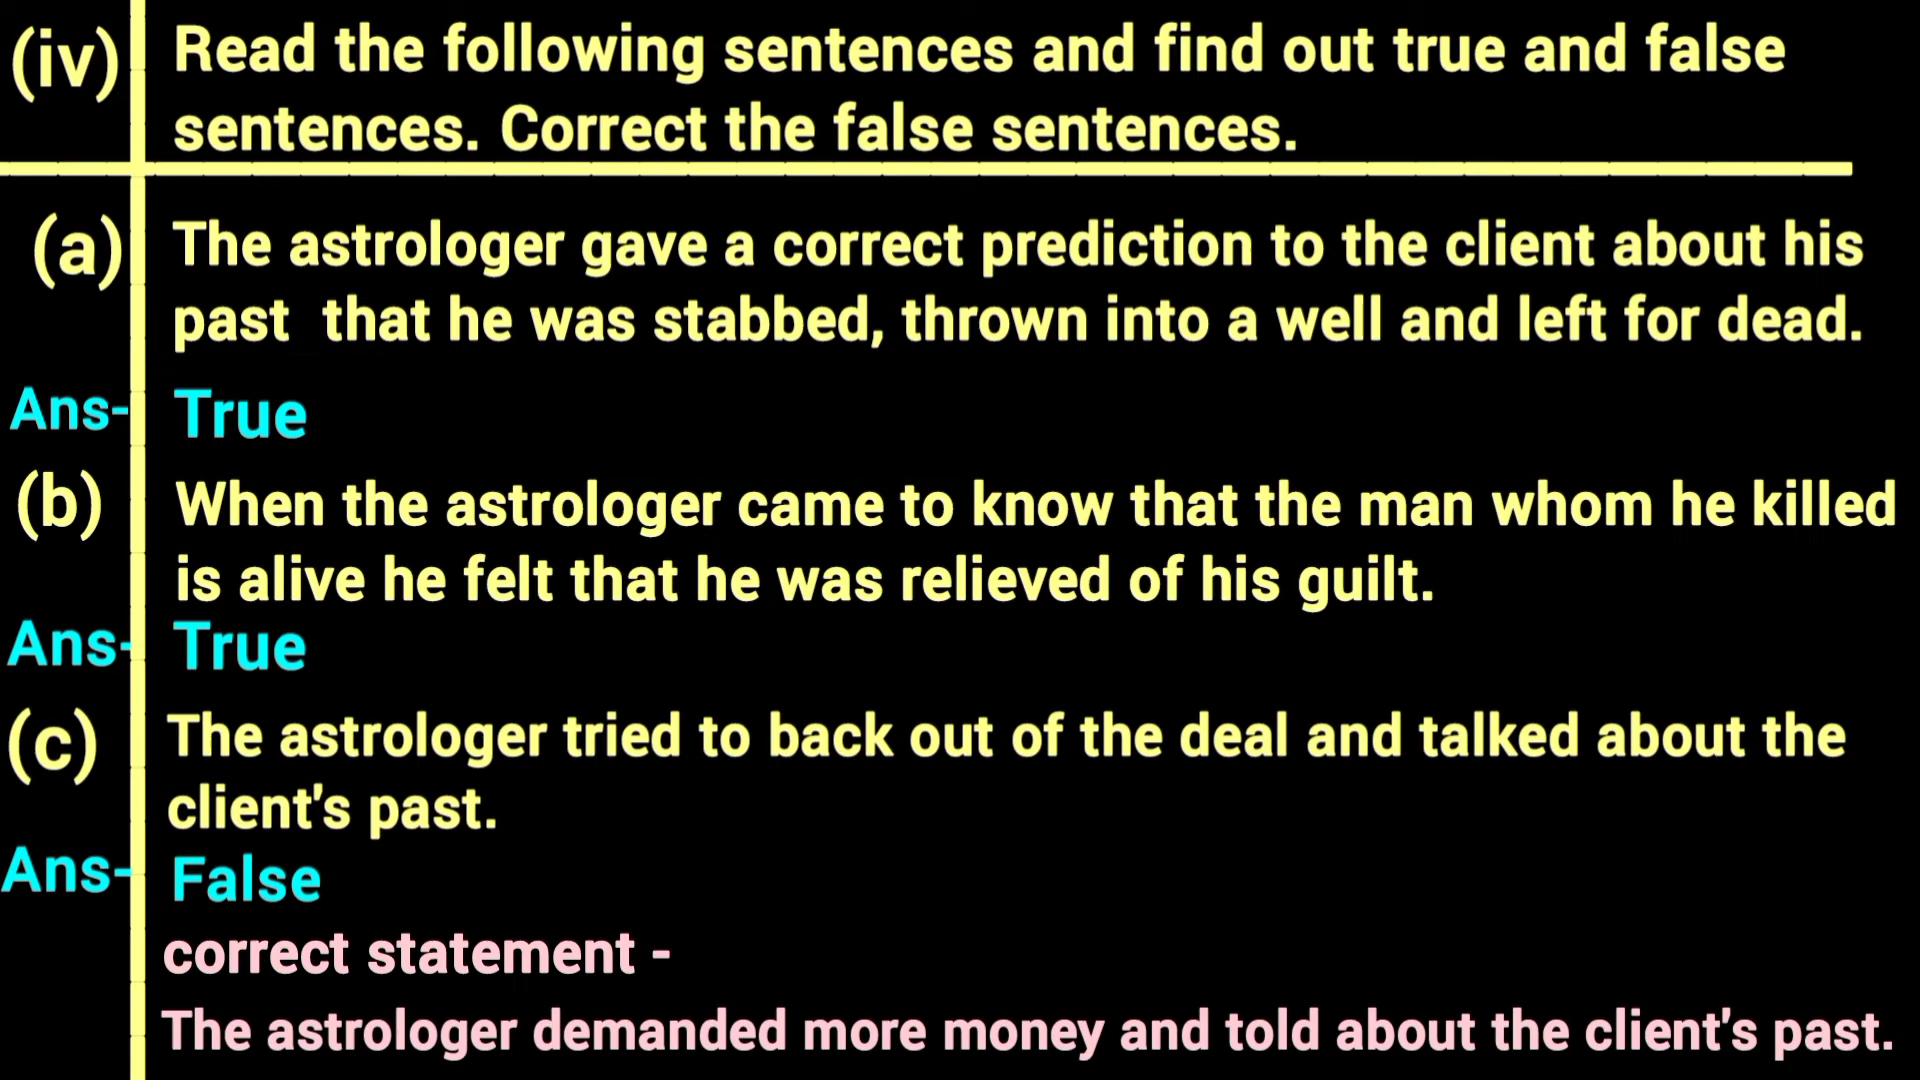 (iv) Read the following sentences and find out true and false
sentences. Correct the false sentences.
(a) The astrologer gave a correct prediction to the client about his
past that he was stabbed, thrown into a well and left for dead.
Ans- True
(b) When the astrologer came to know that the man whom he killed
is alive he felt that he was relieved of his guilt.
Ans- True
(c) The astrologer tried to back out of the deal and talked about the
client's past.
Ans- False
correct statement -
The astrologer demanded more money and told about the client's past.